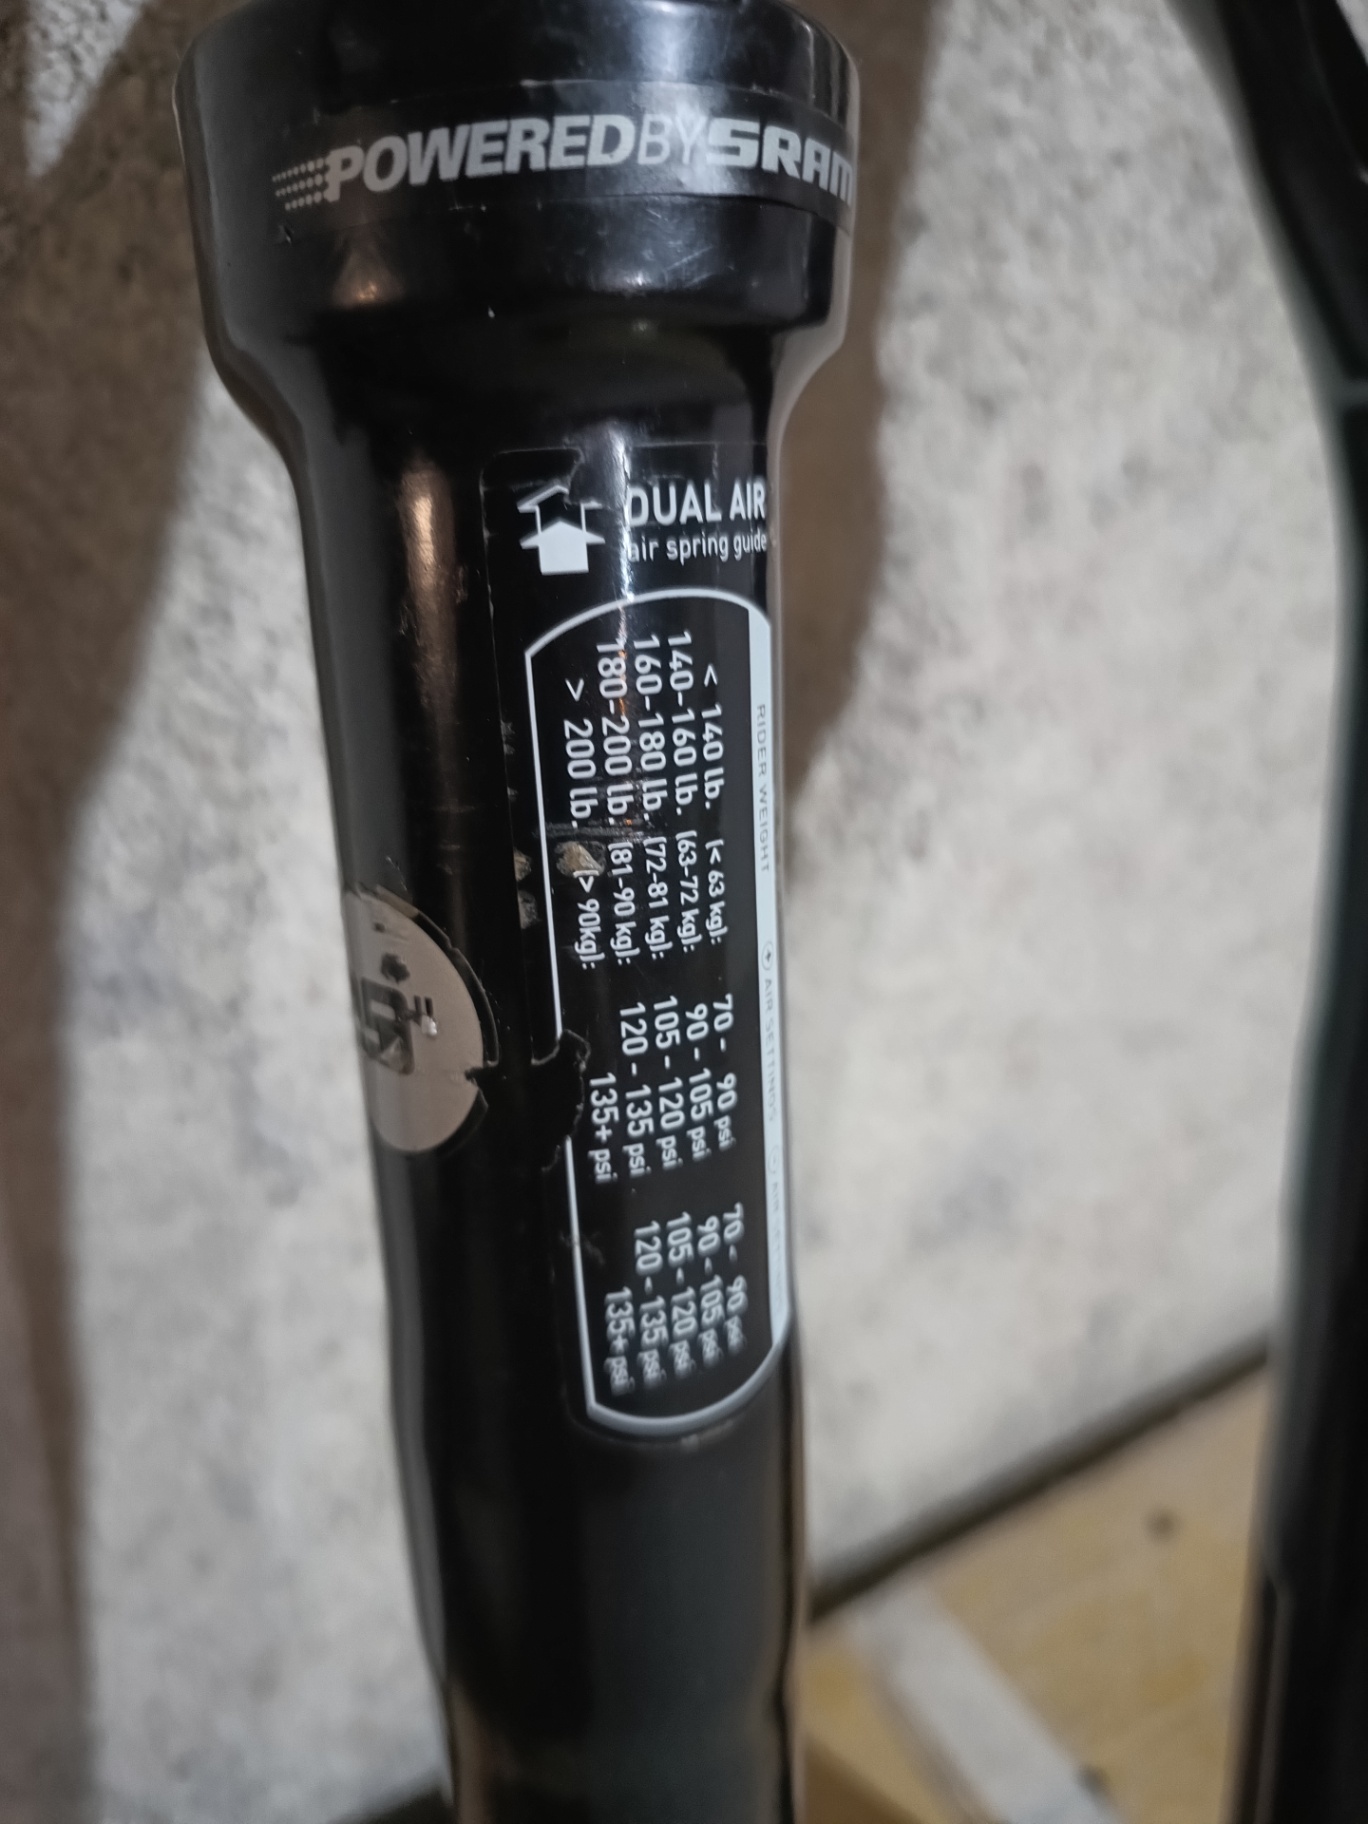 POWEREDBYSRAM
DUAL AIR
air spring guide
RIDER WEIGHT (+) AIR SETTINGS (-) AIR
< 140 lb. (< 63 kg): 70 - 90 psi 70 - 90 psi
140-160 lb. (63-72 kg): 90 - 105 psi 90 - 105 psi
160-180 lb. (72-81 kg): 105 - 120 psi 105 - 120 psi
180-200 lb. (81-90 kg): 120 - 135 psi 120 - 135 psi
> 200 lb. (> 90kg): 135+ psi 135+ psi